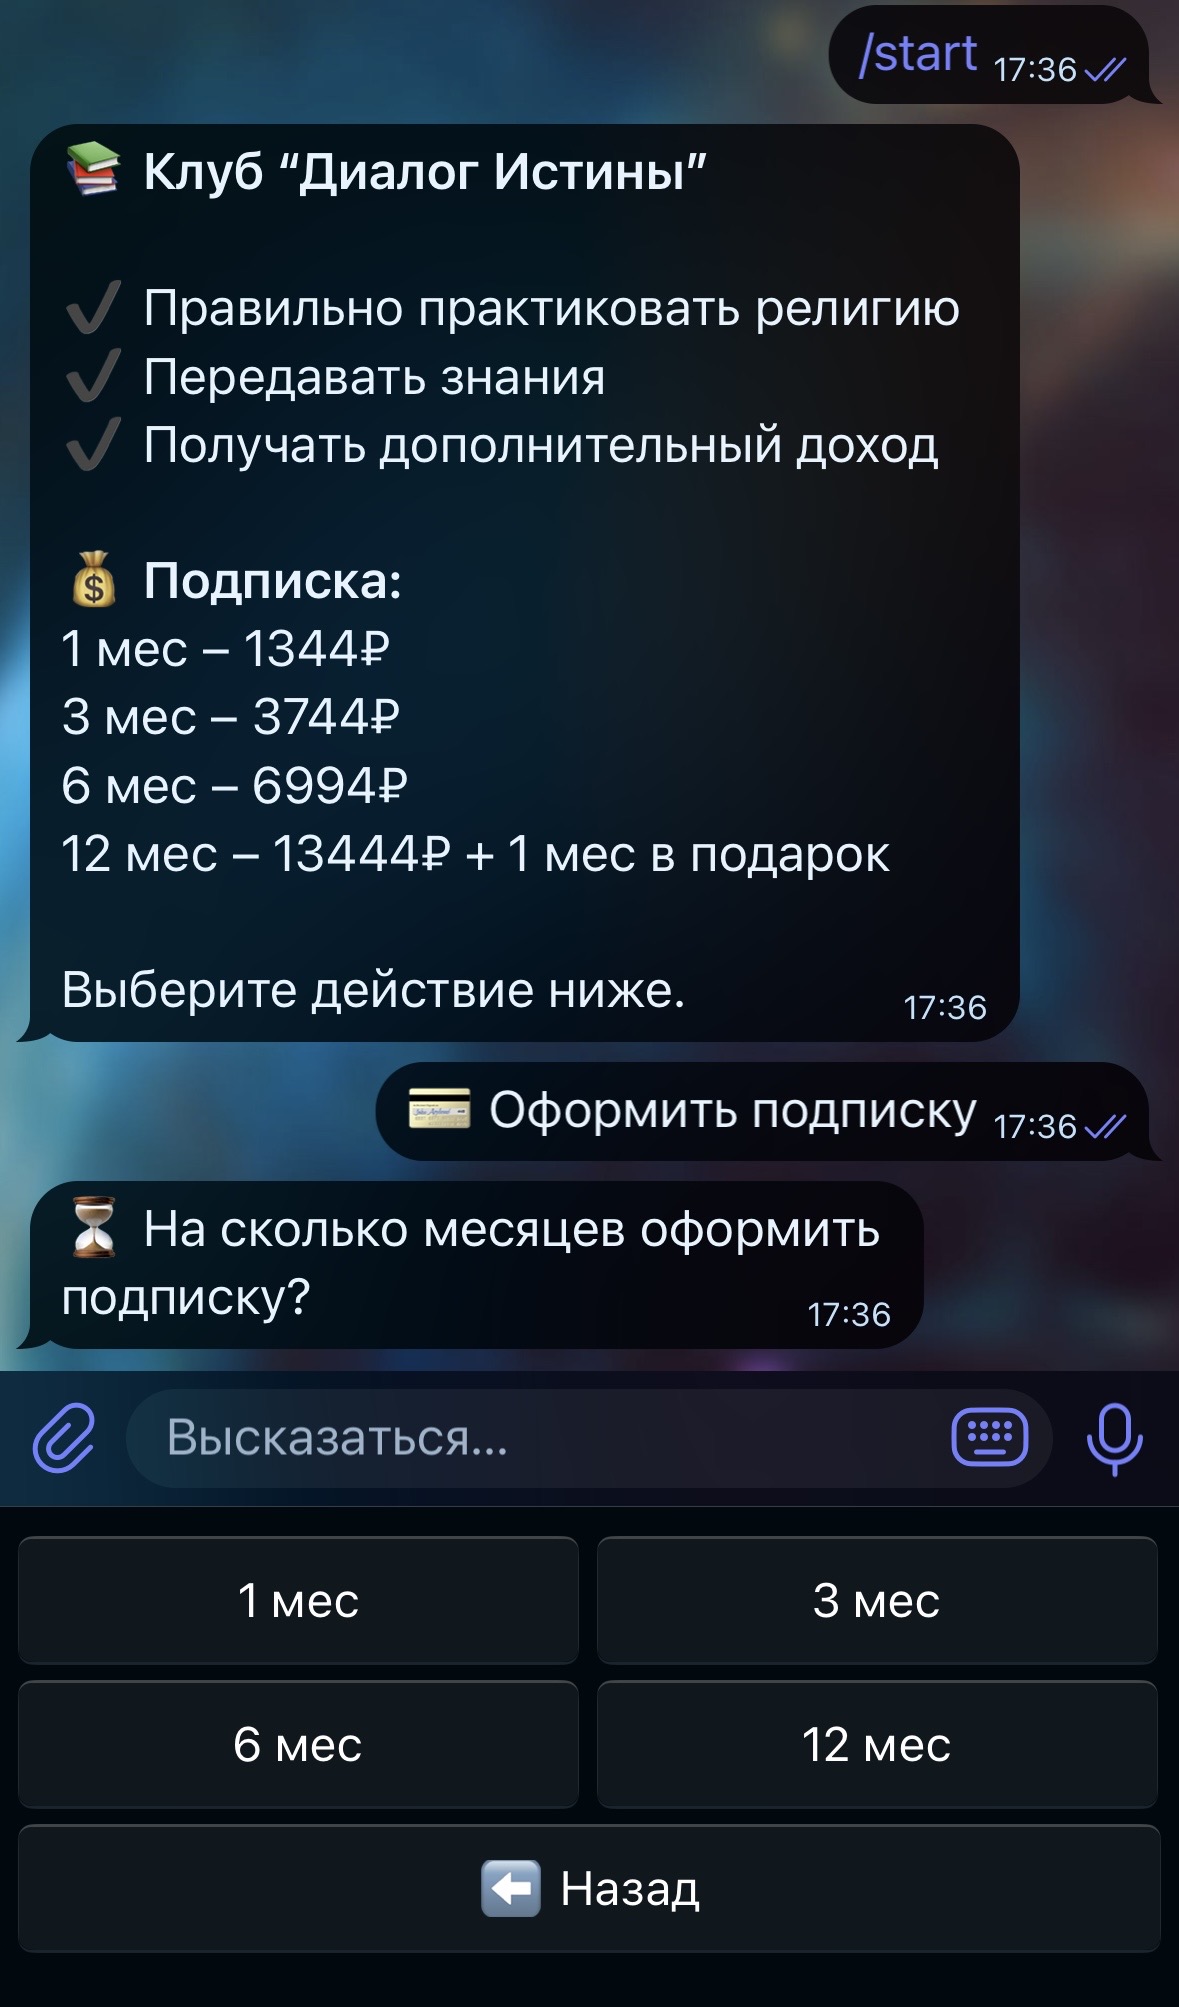 /start 17:36
📚 Клуб “Диалог Истины”
✔️ Правильно практиковать религию
✔️ Передавать знания
✔️ Получать дополнительный доход
💰 Подписка:
1 мес – 1344₽
3 мес – 3744₽
6 мес – 6994₽
12 мес – 13444₽ + 1 мес в подарок
Выберите действие ниже.
17:36
💳 Оформить подписку 17:36
⏳ На сколько месяцев оформить
подписку?
17:36
Высказаться...
1 мес
3 мес
6 мес
12 мес
⬅️ Назад